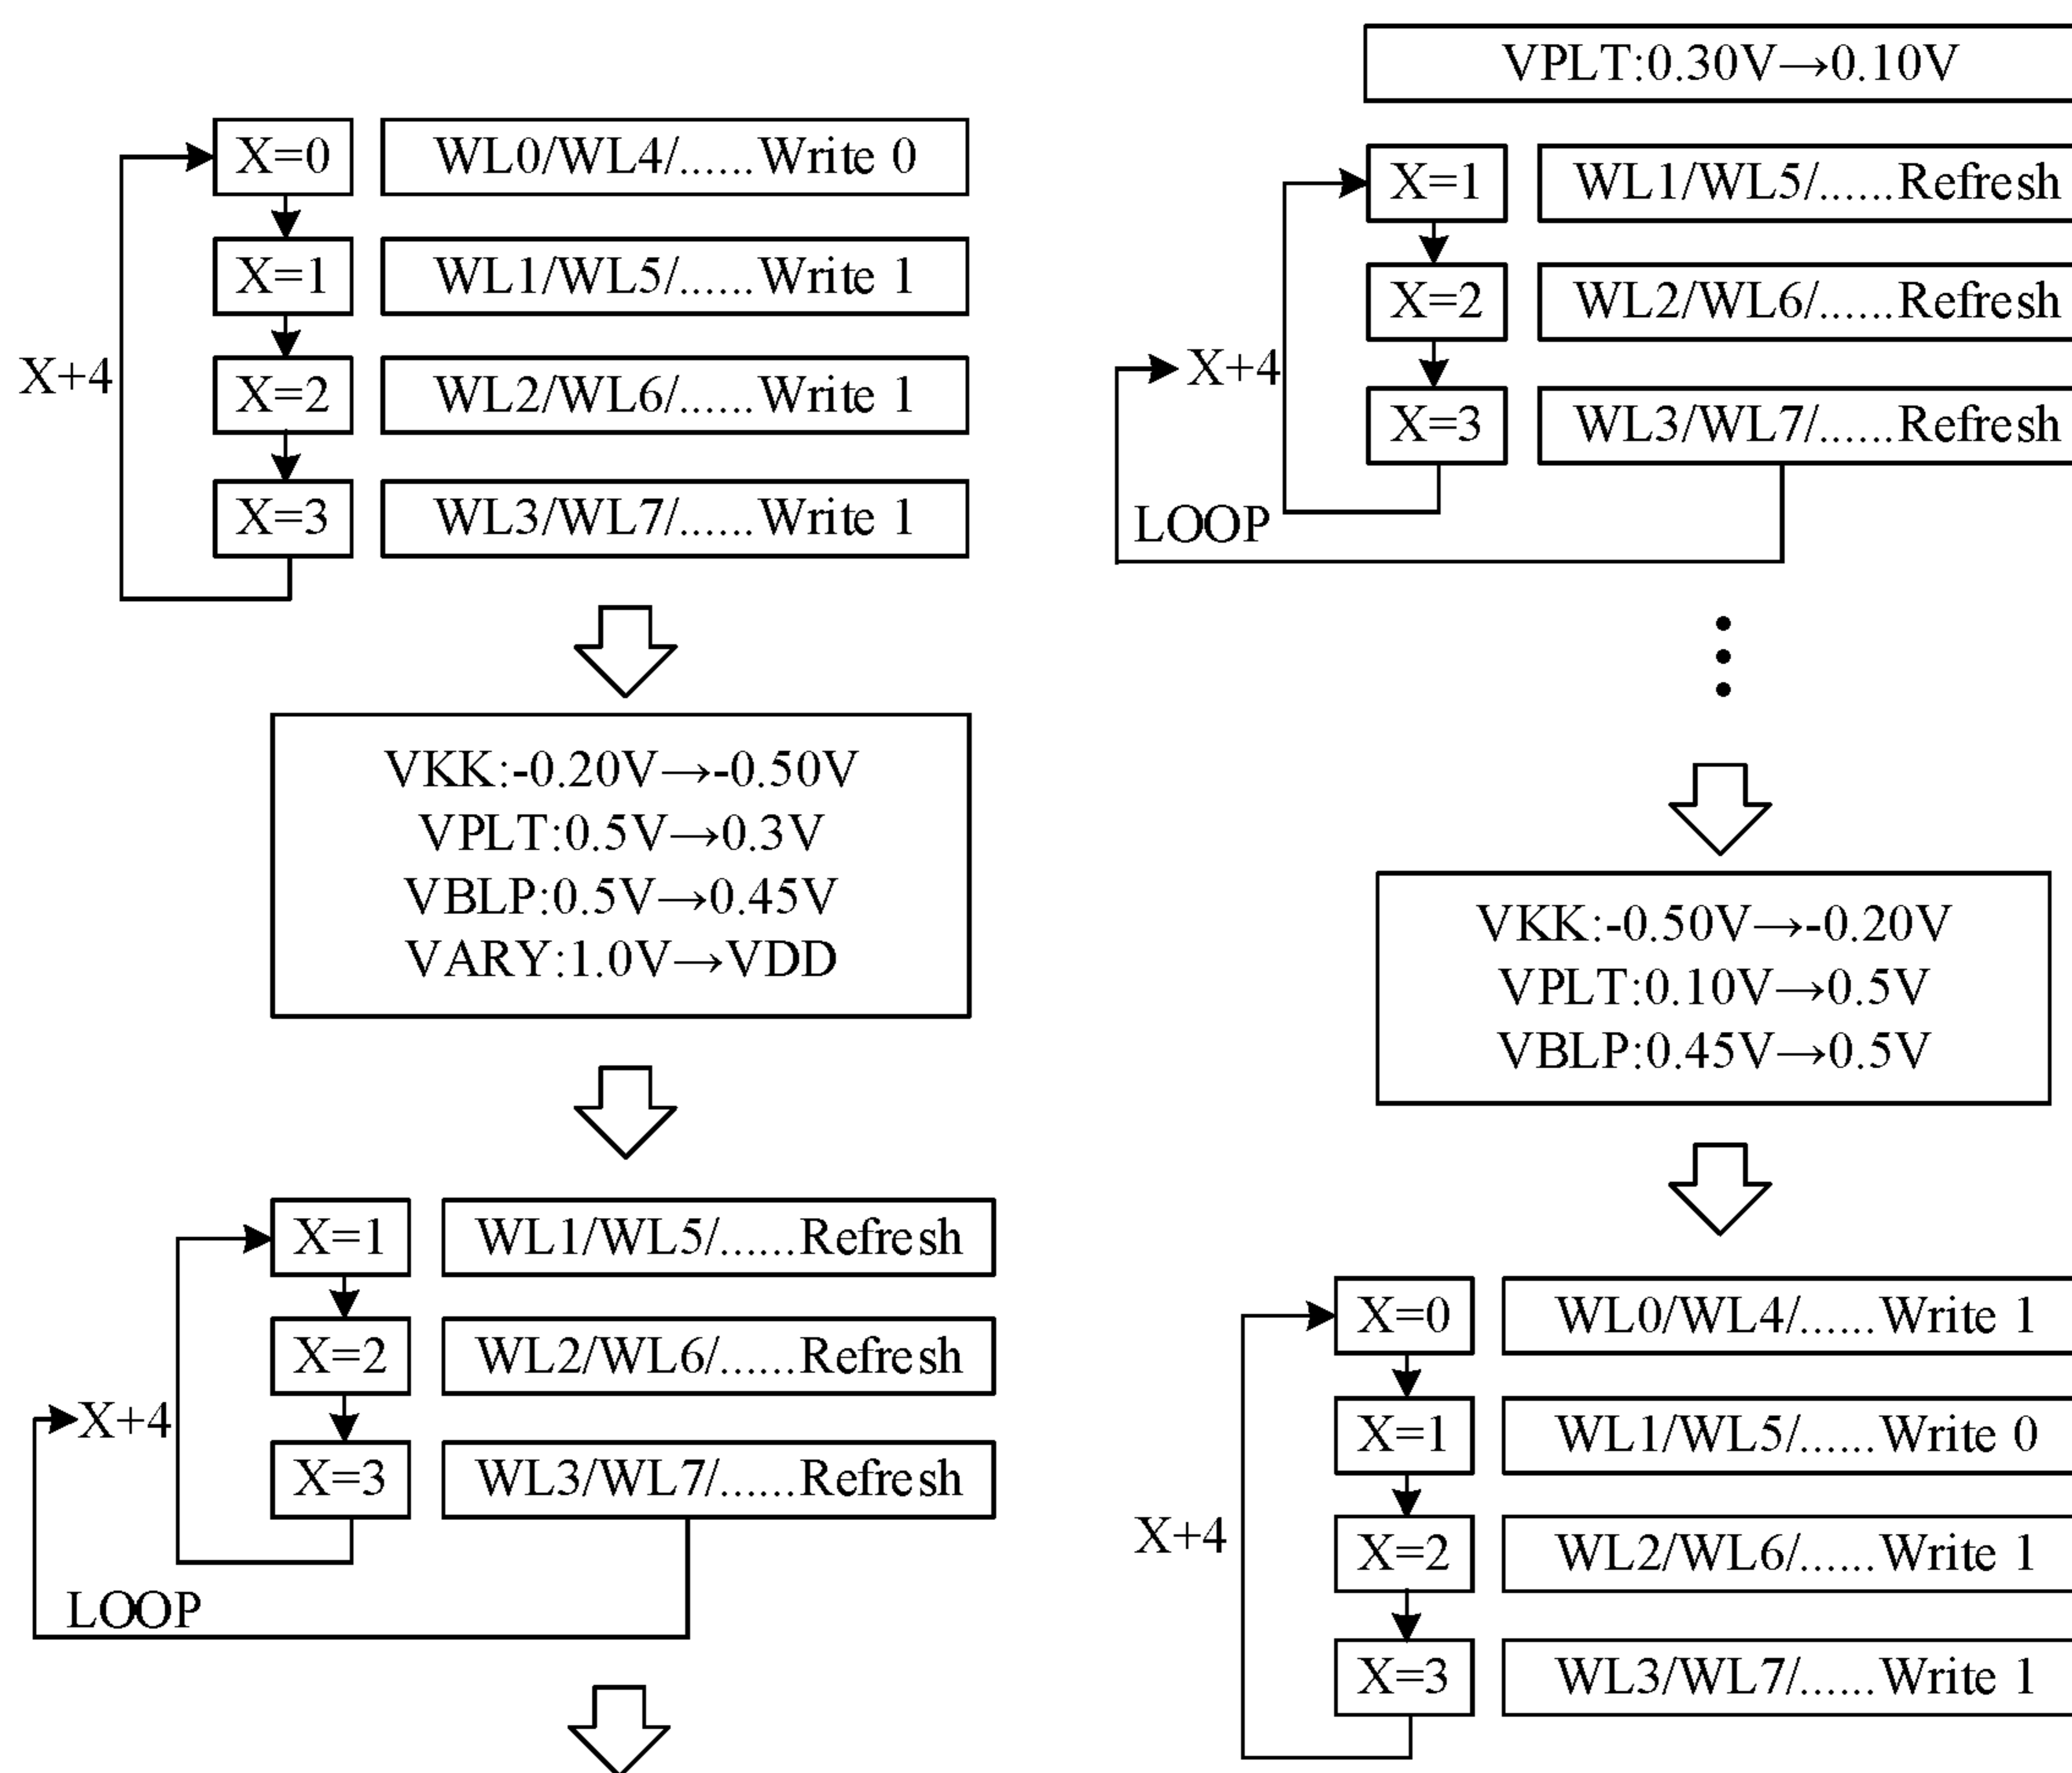 X=0 WL0/WL4/......Write 0
X=1 WL1/WL5/......Write 1
X+4
X=2 WL2/WL6/......Write 1
X=3 WL3/WL7/......Write 1
VKK:-0.20V→-0.50V
VPLT:0.5V→0.3V
VBLP:0.5V→0.45V
VARY:1.0V→VDD
X=1 WL1/WL5/......Refresh
X=2 WL2/WL6/......Refresh
X+4
X=3 WL3/WL7/......Refresh
LOOP
VPLT:0.30V→0.10V
X=1 WL1/WL5/......Refresh
X=2 WL2/WL6/......Refresh
X+4
X=3 WL3/WL7/......Refresh
LOOP
VKK:-0.50V→-0.20V
VPLT:0.10V→0.5V
VBLP:0.45V→0.5V
X=0 WL0/WL4/......Write 1
X=1 WL1/WL5/......Write 0
X+4
X=2 WL2/WL6/......Write 1
X=3 WL3/WL7/......Write 1